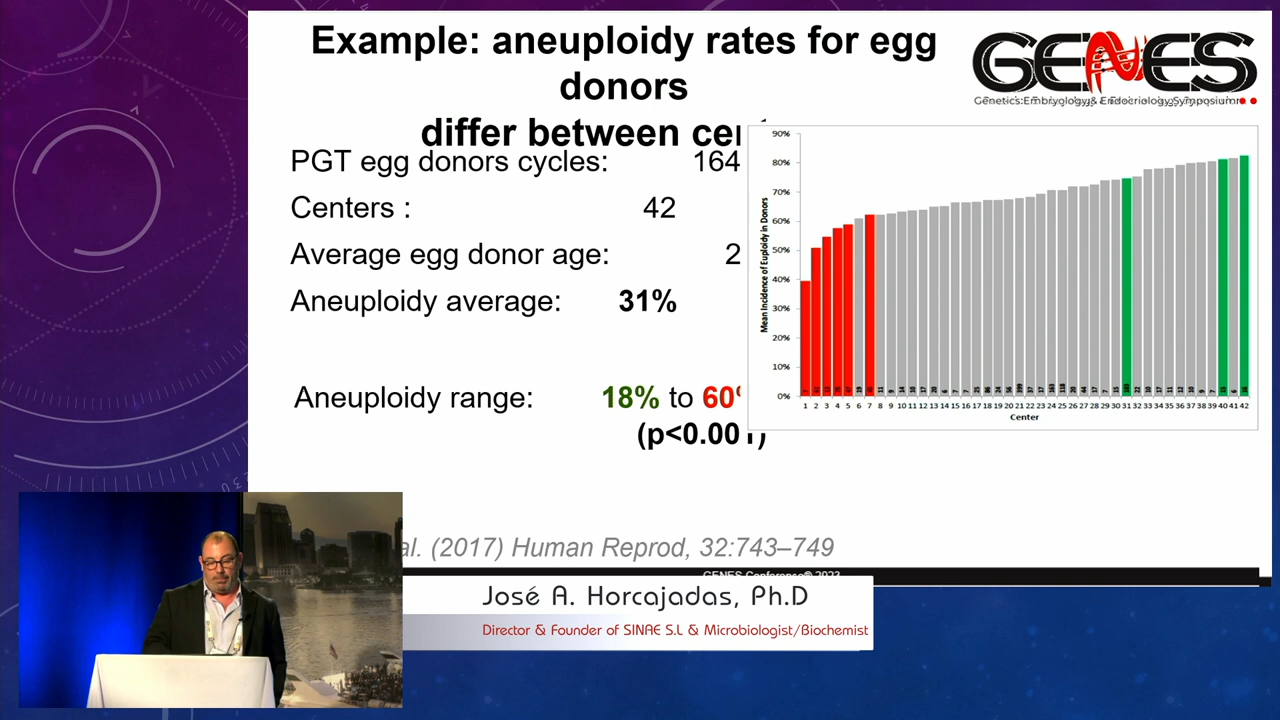 Example: aneuploidy rates for egg
donors
differ between cent
GENES
Genetics, Embryology & Endocriology Symposium
PGT egg donors cycles: 164
Centers : 42
Average egg donor age: 2
Aneuploidy average: 31%
Aneuploidy range: 18% to 60%
(p<0.001)
Mean Incidence of Euploidy in Donors
90%
80%
70%
60%
50%
40%
30%
20%
10%
0%
1 2 3 4 5 6 7 8 9 10 11 12 13 14 15 16 17 18 19 20 21 22 23 24 25 26 27 28 29 30 31 32 33 34 35 36 37 38 39 40 41 42
Center
al. (2017) Human Reprod, 32:743–749
GENES Conference® 2023
José A. Horcajadas, Ph.D
Director & Founder of SINAE S.L & Microbiologist/Biochemist